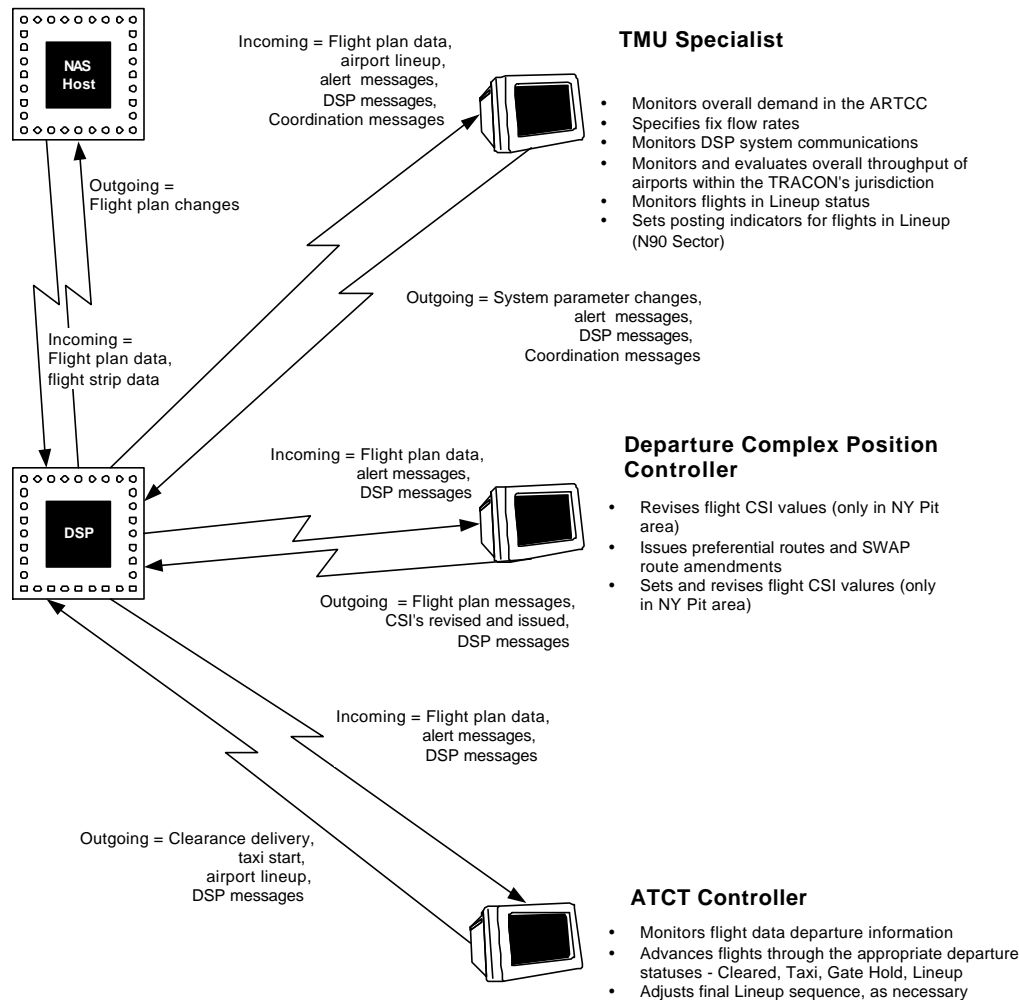 NAS
Host
Outgoing =
Flight plan changes
Incoming =
Flight plan data,
flight strip data
DSP
Incoming = Flight plan data,
airport lineup,
alert messages,
DSP messages,
Coordination messages
TMU Specialist
• Monitors overall demand in the ARTCC
• Specifies fix flow rates
• Monitors DSP system communications
• Monitors and evaluates overall throughput of
airports within the TRACON's jurisdiction
• Monitors flights in Lineup status
• Sets posting indicators for flights in Lineup
(N90 Sector)
Outgoing = System parameter changes,
alert messages,
DSP messages,
Coordination messages
Incoming = Flight plan data,
alert messages,
DSP messages
Departure Complex Position
Controller
• Revises flight CSI values (only in NY Pit
area)
• Issues preferential routes and SWAP
route amendments
• Sets and revises flight CSI valures (only
in NY Pit area)
Outgoing = Flight plan messages,
CSI's revised and issued,
DSP messages
Incoming = Flight plan data,
alert messages,
DSP messages
Outgoing = Clearance delivery,
taxi start,
airport lineup,
DSP messages
ATCT Controller
• Monitors flight data departure information
• Advances flights through the appropriate departure
statuses - Cleared, Taxi, Gate Hold, Lineup
• Adjusts final Lineup sequence, as necessary